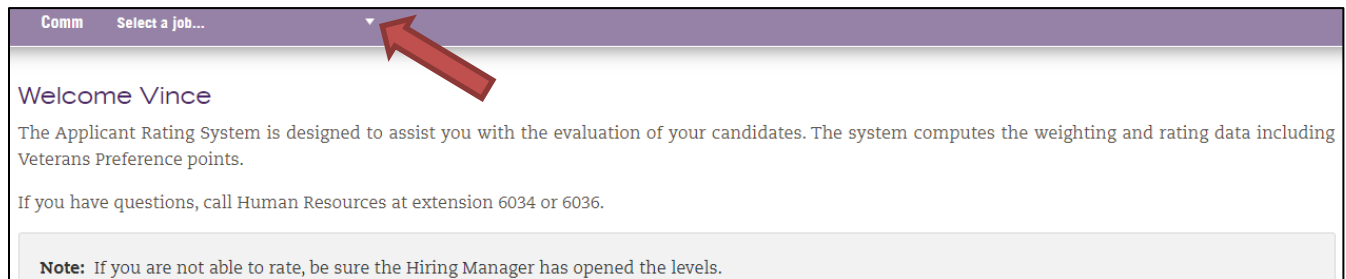 Comm Select a job...
Welcome Vince
The Applicant Rating System is designed to assist you with the evaluation of your candidates. The system computes the weighting and rating data including
Veterans Preference points.
If you have questions, call Human Resources at extension 6034 or 6036.
Note: If you are not able to rate, be sure the Hiring Manager has opened the levels.